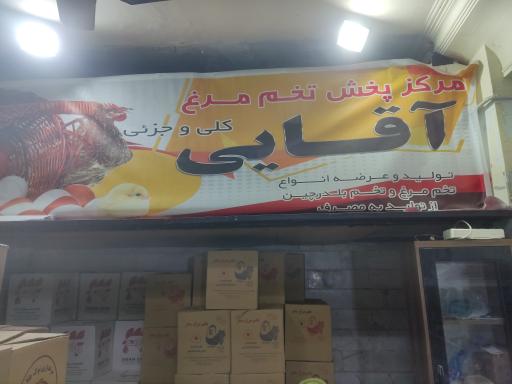 مرکز پخش تخم مرغ
آقایی
کلی و جزئی
تولید و عرضه انواع
تخم مرغ و تخم بلدرچین
از تولید به مصرف